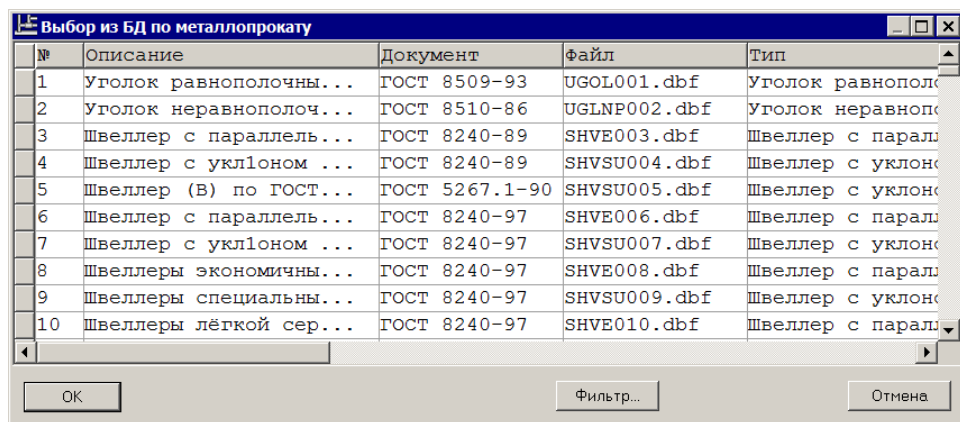 Выбор из БД по металлопрокату
№ Описание Документ Файл Тип
1 Уголок равнополочны... ГОСТ 8509-93 UGOL001.dbf Уголок равнополо
2 Уголок неравнополоч... ГОСТ 8510-86 UGLNP002.dbf Уголок неравнопо
3 Швеллер с параллель... ГОСТ 8240-89 SHVE003.dbf Швеллер с парал
4 Швеллер с укл1оном ... ГОСТ 8240-89 SHVSU004.dbf Швеллер с уклоно
5 Швеллер (В) по ГОСТ... ГОСТ 5267.1-90 SHVSU005.dbf Швеллер с уклоно
6 Швеллер с параллель... ГОСТ 8240-97 SHVE006.dbf Швеллер с парал
7 Швеллер с укл1оном ... ГОСТ 8240-97 SHVSU007.dbf Швеллер с уклоно
8 Швеллеры экономичны... ГОСТ 8240-97 SHVE008.dbf Швеллер с парал
9 Швеллеры специальны... ГОСТ 8240-97 SHVSU009.dbf Швеллер с уклоно
10 Швеллеры лёгкой сер... ГОСТ 8240-97 SHVE010.dbf Швеллер с парал
OK Фильтр... Отмена